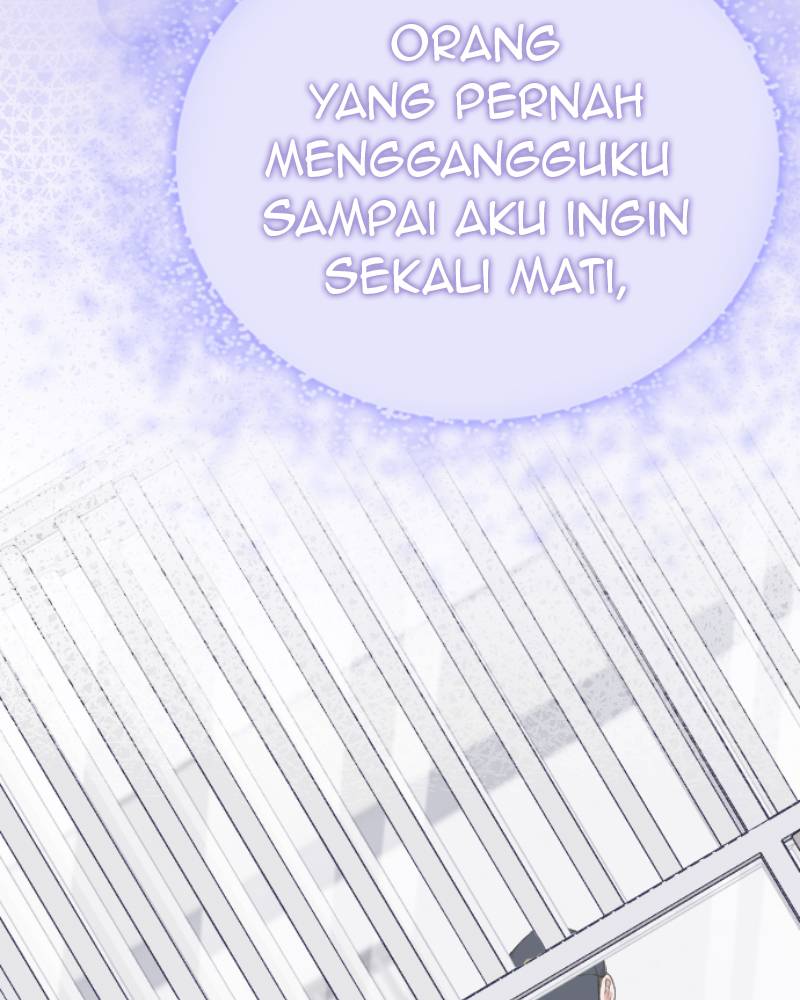 ORANG
YANG PERNAH
MENGGANGGUKU
SAMPAI AKU INGIN
SEKALI MATI,